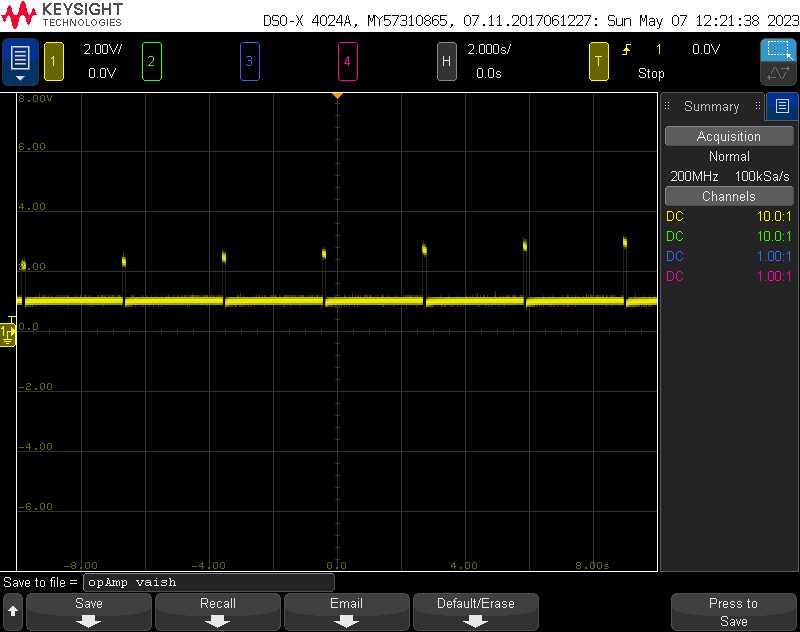 KEYSIGHT
TECHNOLOGIES
DSO-X 4024A, MY57310865, 07.11.2017061227: Sun May 07 12:21:38 2023
1 2.00V/ 2 3 4 H 2.000s/ T 1 0.0V
0.0V 0.0s Stop
8.00V
6.00
4.00
2.00
0.0
-2.00
-4.00
-6.00
-8.00 -4.00 0.0 4.00 8.00s
T
1
Summary
Acquisition
Normal
200MHz 100kSa/s
Channels
DC 10.0:1
DC 10.0:1
DC 1.00:1
DC 1.00:1
Save to file = opAmp vaish
Save Recall Email Default/Erase Press to
Save